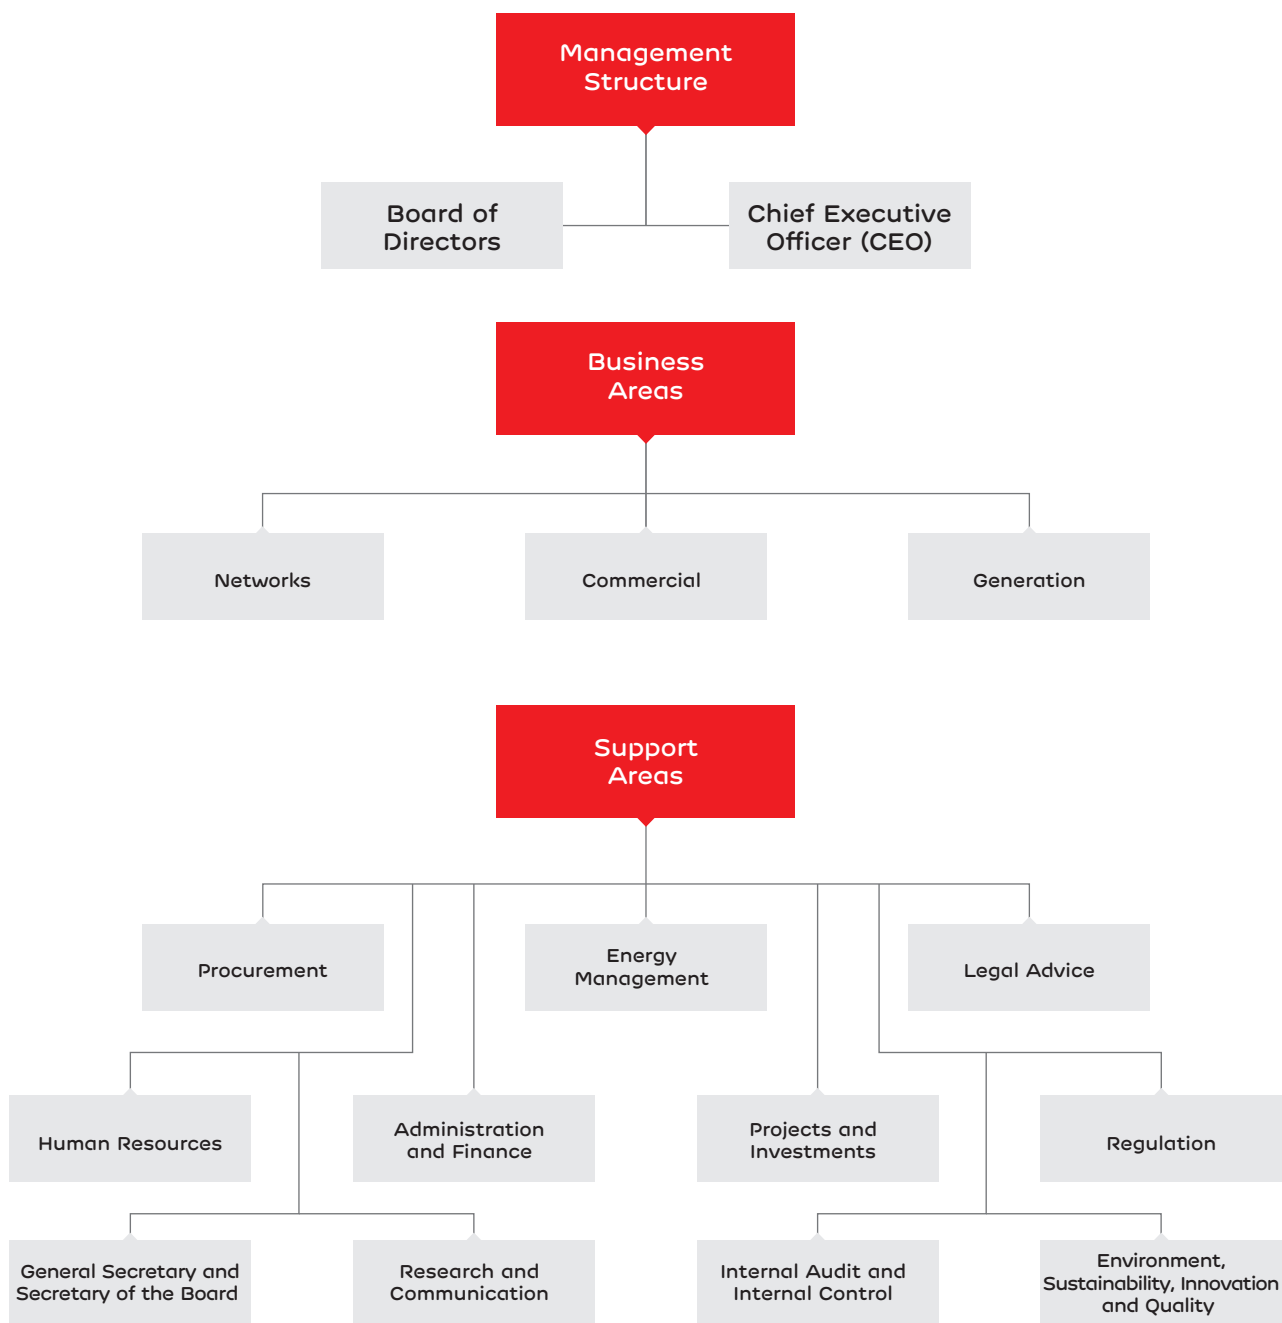 Management
Structure
Board of
Directors
Chief Executive
Officer (CEO)
Business
Areas
Networks
Commercial
Generation
Support
Areas
Procurement
Energy
Management
Legal Advice
Human Resources
Administration
and Finance
Projects and
Investments
Regulation
General Secretary and
Secretary of the Board
Research and
Communication
Internal Audit and
Internal Control
Environment,
Sustainability, Innovation
and Quality